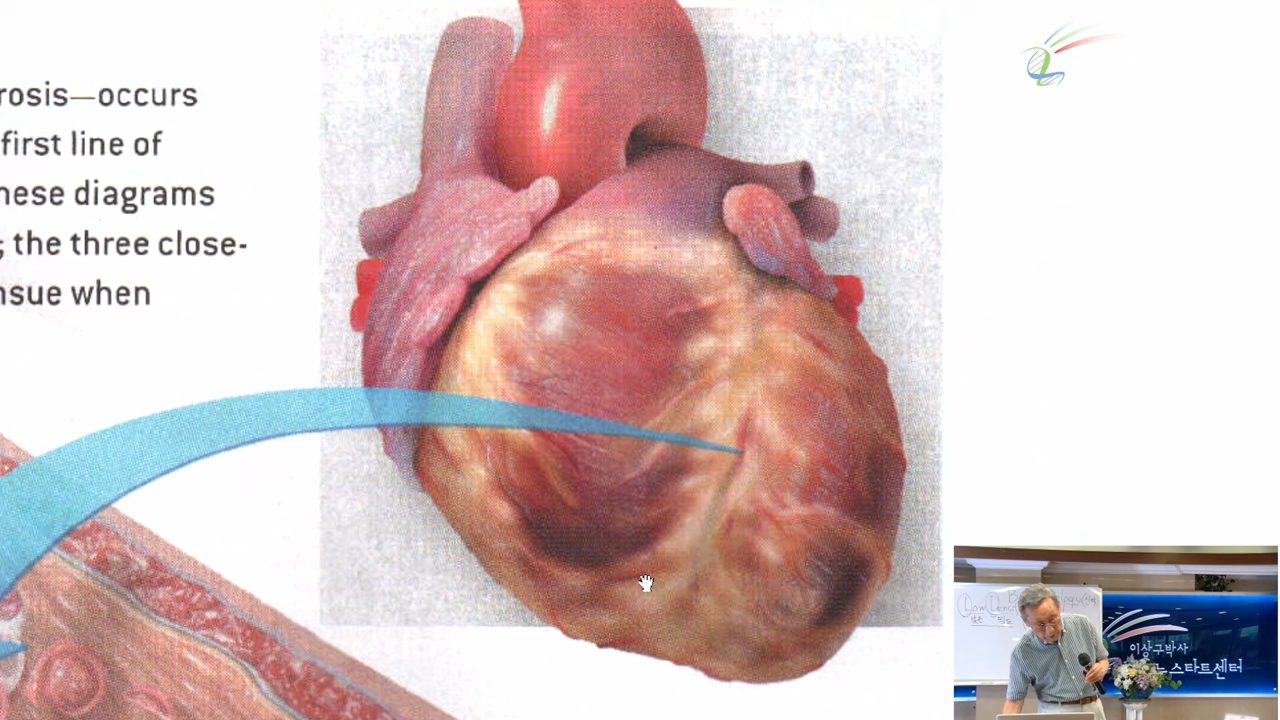 rosis—occurs
first line of
hese diagrams
; the three close-
nsue when
이상구박사
뉴스타트센터